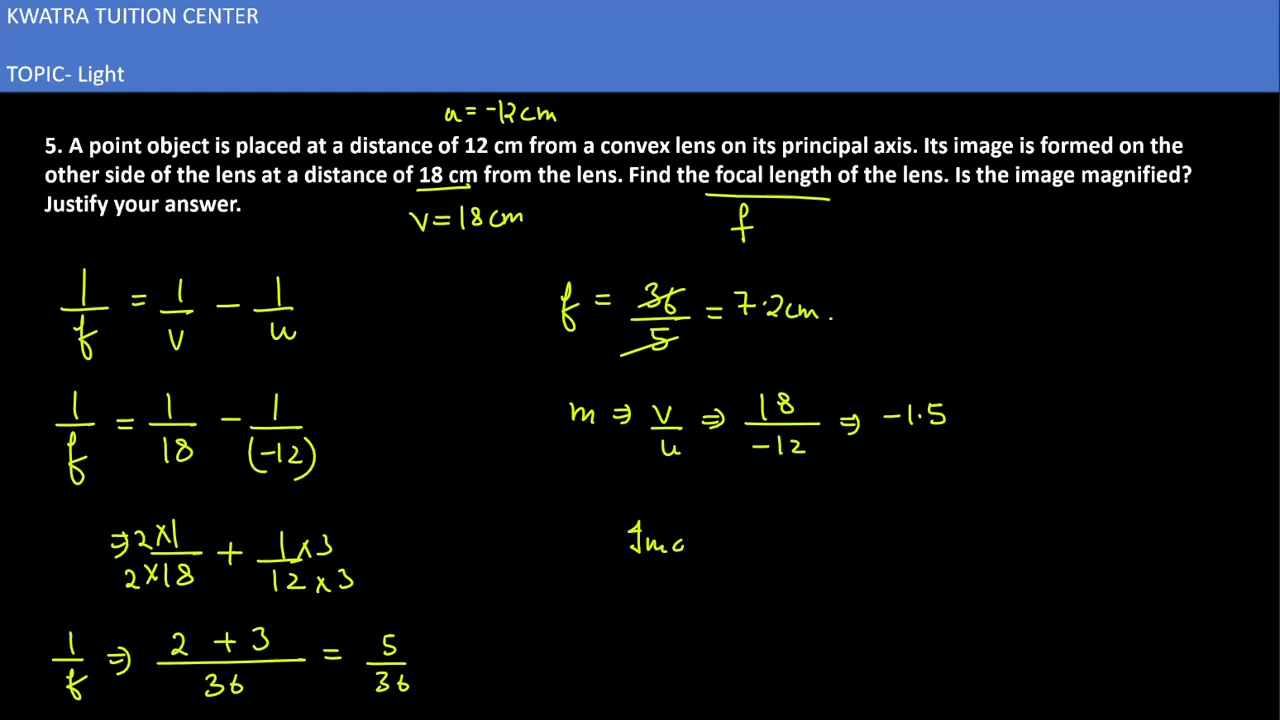 KWATRA TUITION CENTER
TOPIC- Light
u = -12cm
5. A point object is placed at a distance of 12 cm from a convex lens on its principal axis. Its image is formed on the
other side of the lens at a distance of 18 cm from the lens. Find the focal length of the lens. Is the image magnified?
Justify your answer.
v = 18cm
f
1/f = 1/v - 1/u
1/f = 1/18 - 1/(-12)
⇒ 2×1/2×18 + 1×3/12×3
1/f ⇒ 2 + 3/36 = 5/36
f = 36/5 = 7.2cm.
m ⇒ v/u ⇒ 18/-12 ⇒ -1.5